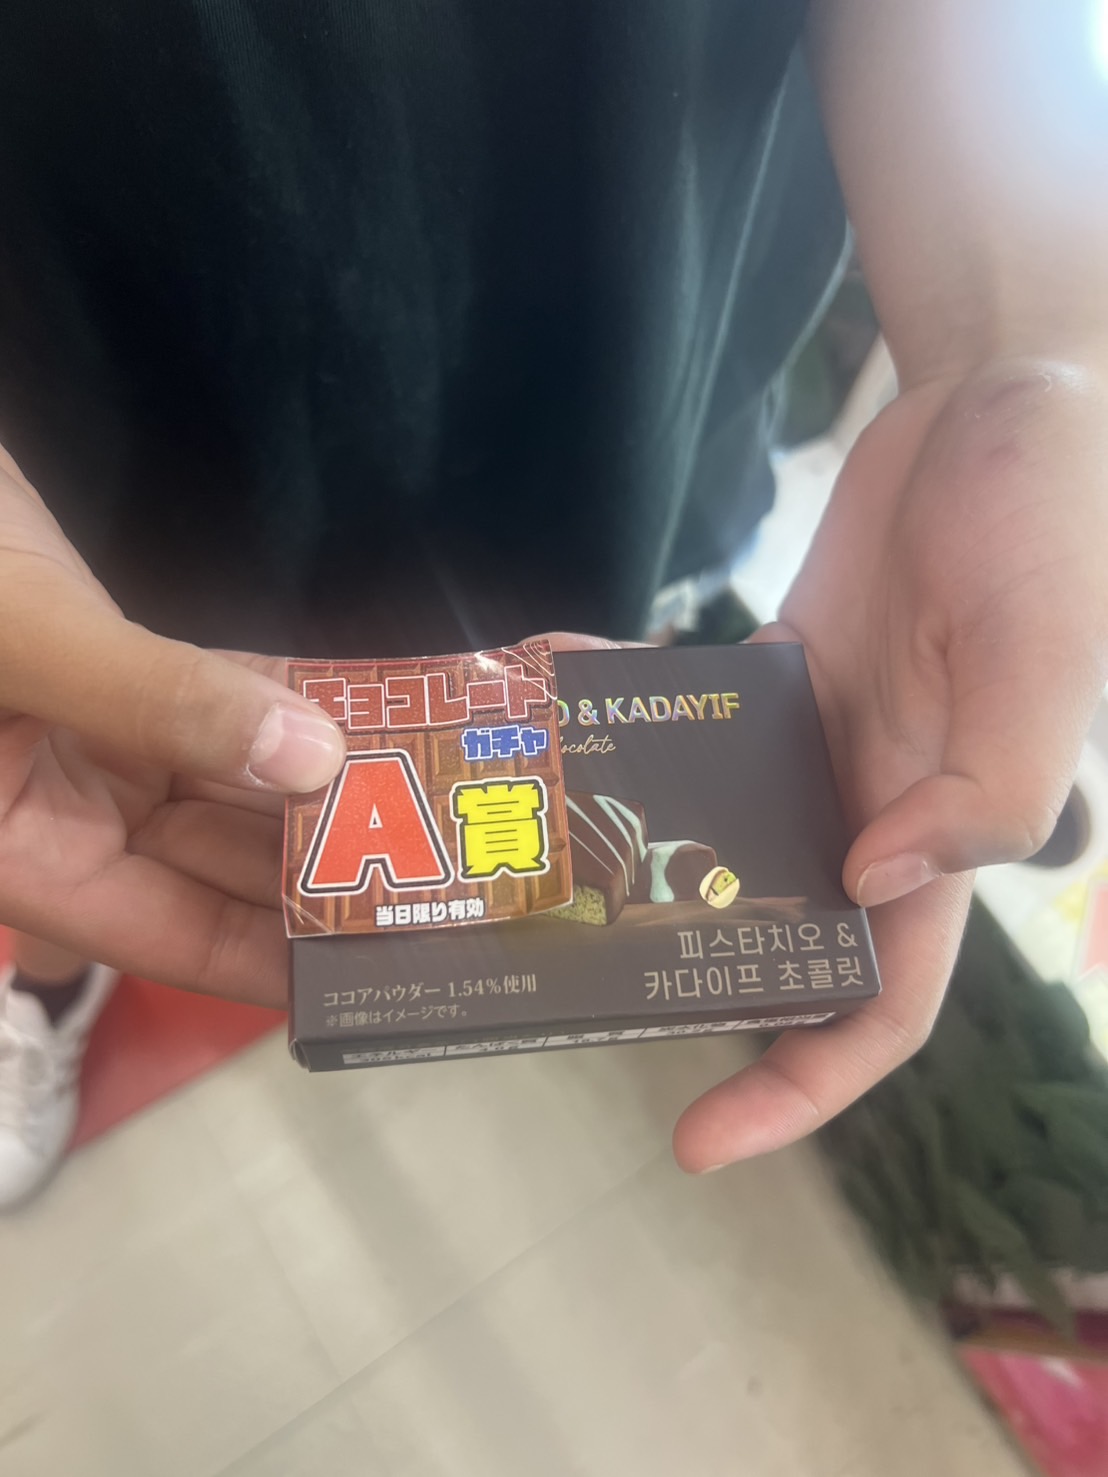 チョコレート
ガチャ
A賞
当日限り有効
& KADAYIF
피스타치오 &
카다이프 초콜릿
ココアパウダー 1.54%使用
※画像はイメージです。